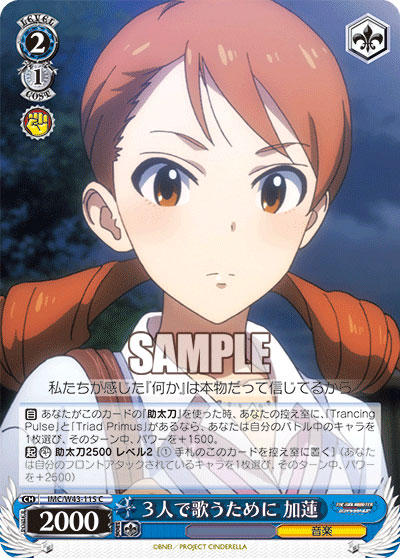 LEVEL
2
1
COST
SAMPLE
私たちが感じた『何か』は本物だって信じてるから
自 あなたがこのカードの『助太刀』を使った時、あなたの控え室に、「Trancing
Pulse」と「Triad Primus」があるなら、あなたは自分のバトル中のキャラを
1枚選び、そのターン中、パワーを+1500。
起 助太刀2500 レベル2 [① 手札のこのカードを控え室に置く] (あなた
は自分のフロントアタックされているキャラを1枚選び、そのターン中、パワ
ーを+2500)
CH IMC/W43-115 C
2000
3人で歌うために 加蓮
音楽
©BNEI／PROJECT CINDERELLA